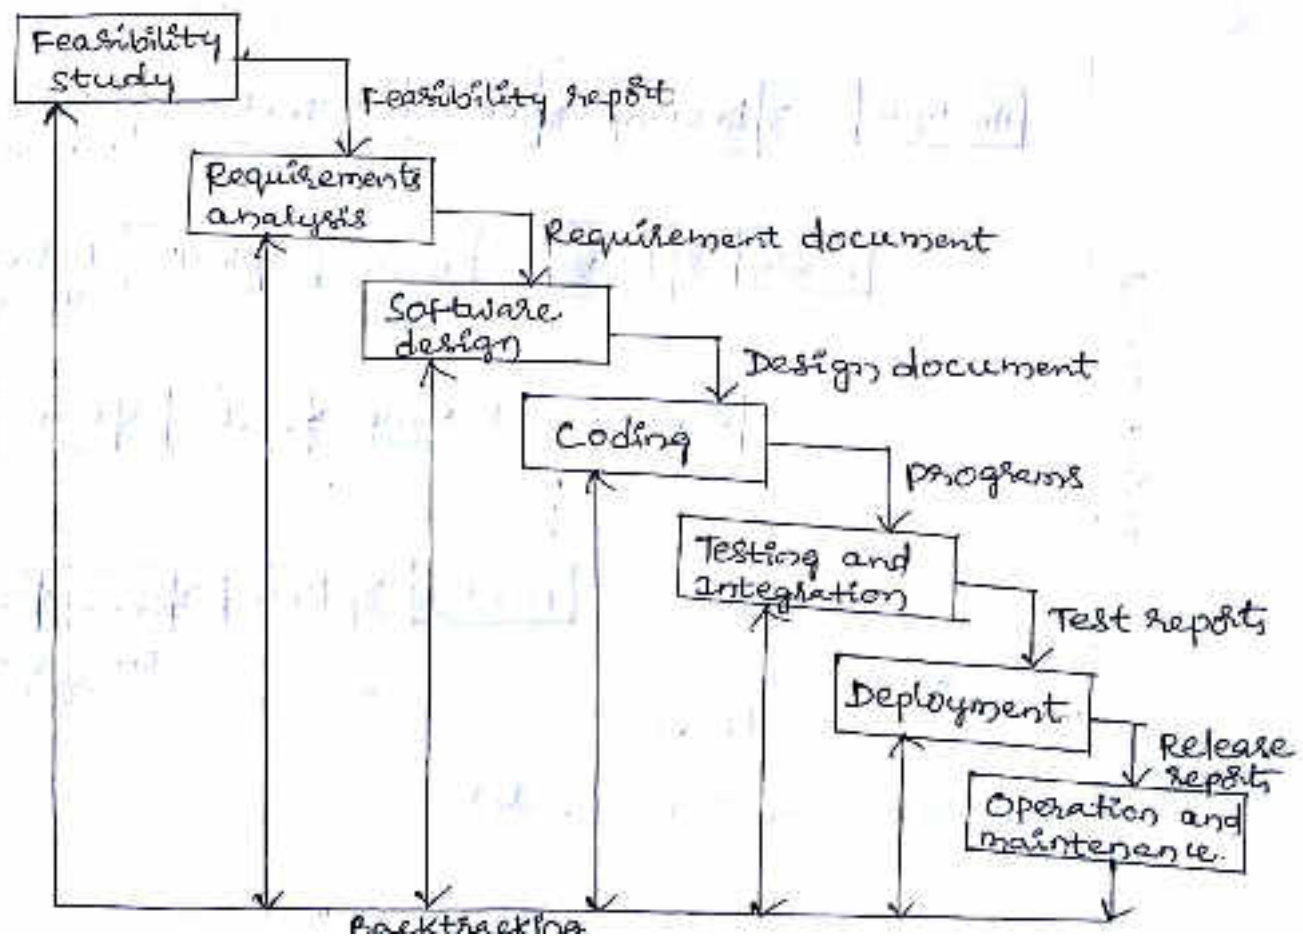 Feasibility
study
Feasibility report
Requirements
analysis
Requirement document
Software
design
Design document
Coding
programs
Testing and
Integration
Test reports
Deployment
Release
reports
Operation and
maintenance.
Backtracking